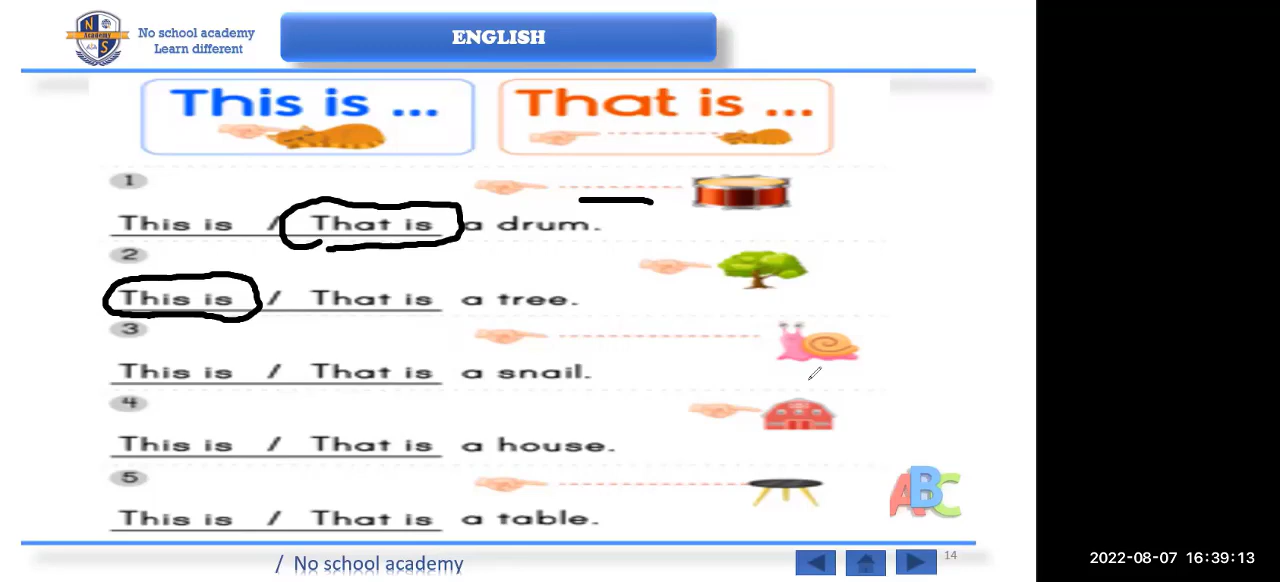 N
Academy
S
No school academy
Learn different
ENGLISH
This is ...
That is ...
1
This is / That is a drum.
2
This is / That is a tree.
3
This is / That is a snail.
4
This is / That is a house.
5
This is / That is a table.
ABC
/ No school academy
14
2022-08-07 16:39:13